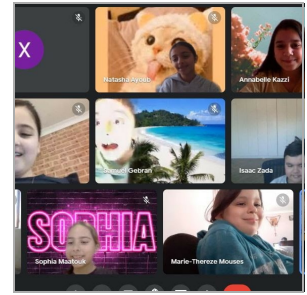 X
Natasha Ayoub
Annabelle Kazzi
Samuel Gebran
Isaac Zada
SOPHIA
Sophia Maatouk
Marie-Thereze Mouses